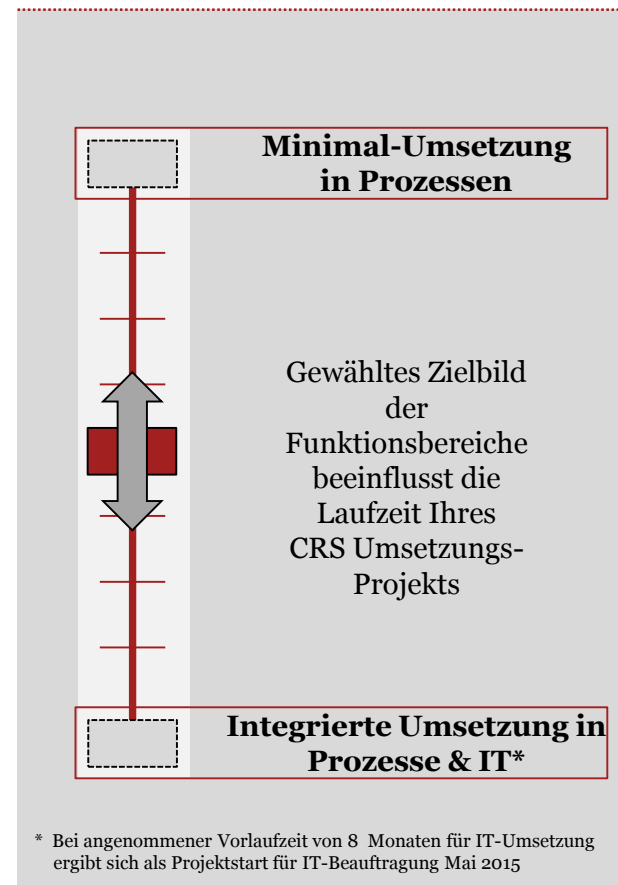 Minimal-Umsetzung
in Prozessen
Gewähltes Zielbild
der
Funktionsbereiche
beeinflusst die
Laufzeit Ihres
CRS Umsetzungs-
Projekts
Integrierte Umsetzung in
Prozesse & IT*
* Bei angenommener Vorlaufzeit von 8 Monaten für IT-Umsetzung
ergibt sich als Projektstart für IT-Beauftragung Mai 2015